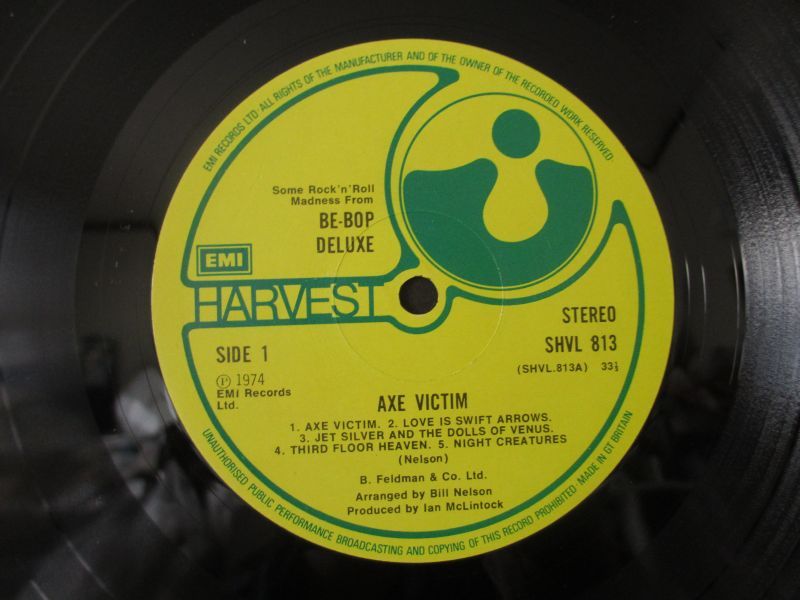 EMI RECORDS LTD·ALL RIGHTS OF THE MANUFACTURER AND OF THE OWNER OF THE RECORDED WORK RESERVED·
Some Rock'n'Roll
Madness From
BE-BOP
DELUXE
EMI
HARVEST
STEREO
SIDE 1
SHVL 813
(SHVL.813A) 33⅓
℗ 1974
EMI Records
Ltd.
AXE VICTIM
1. AXE VICTIM. 2. LOVE IS SWIFT ARROWS.
3. JET SILVER AND THE DOLLS OF VENUS.
4. THIRD FLOOR HEAVEN. 5. NIGHT CREATURES
(Nelson)
B. Feldman & Co. Ltd.
Arranged by Bill Nelson
Produced by Ian McLintock
UNAUTHORISED PUBLIC PERFORMANCE BROADCASTING AND COPYING OF THIS RECORD PROHIBITED·MADE IN GT BRITAIN